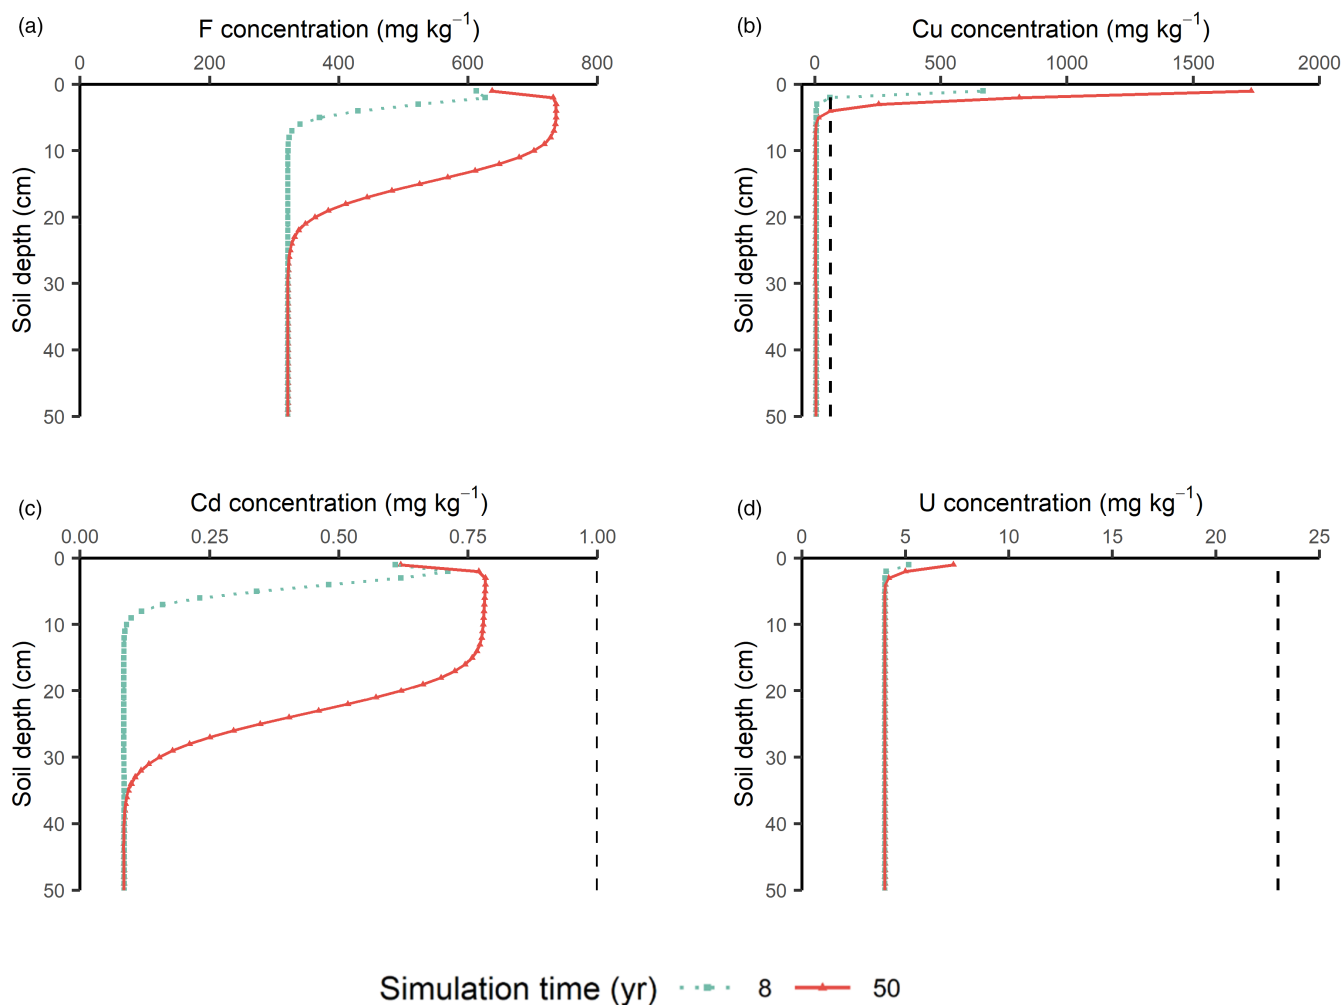 (a)
F concentration (mg kg−1)
0 200 400 600 800
0
10
20
30
40
50
Soil depth (cm)
(b)
Cu concentration (mg kg−1)
0 500 1000 1500 2000
0
10
20
30
40
50
Soil depth (cm)
(c)
Cd concentration (mg kg−1)
0.00 0.25 0.50 0.75 1.00
0
10
20
30
40
50
Soil depth (cm)
(d)
U concentration (mg kg−1)
0 5 10 15 20 25
0
10
20
30
40
50
Soil depth (cm)
Simulation time (yr) 8 50